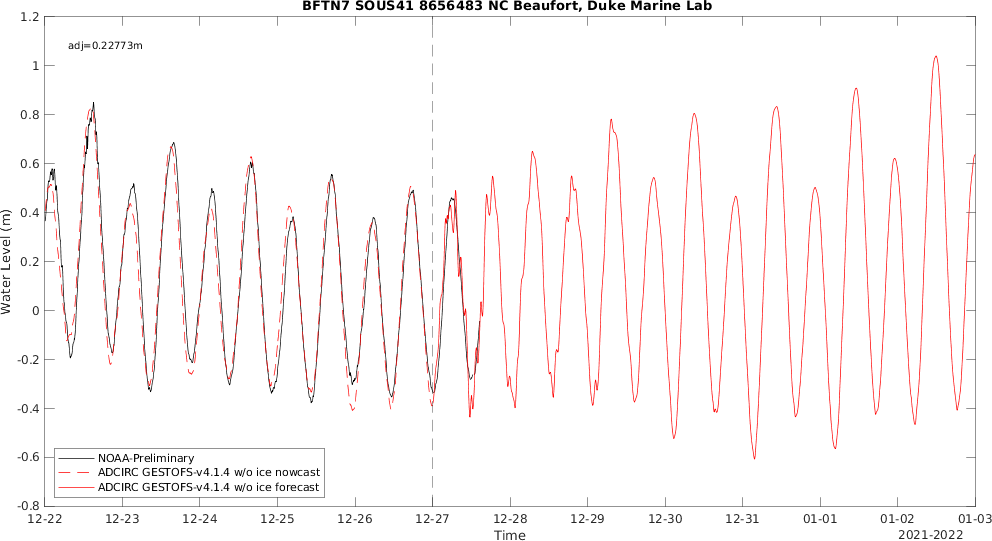 BFTN7 SOUS41 8656483 NC Beaufort, Duke Marine Lab
adj=0.22773m
Water Level (m)
1.2
1
0.8
0.6
0.4
0.2
0
-0.2
-0.4
-0.6
-0.8
NOAA-Preliminary
ADCIRC GESTOFS-v4.1.4 w/o ice nowcast
ADCIRC GESTOFS-v4.1.4 w/o ice forecast
12-22 12-23 12-24 12-25 12-26 12-27 12-28 12-29 12-30 12-31 01-01 01-02 01-03
Time
2021-2022